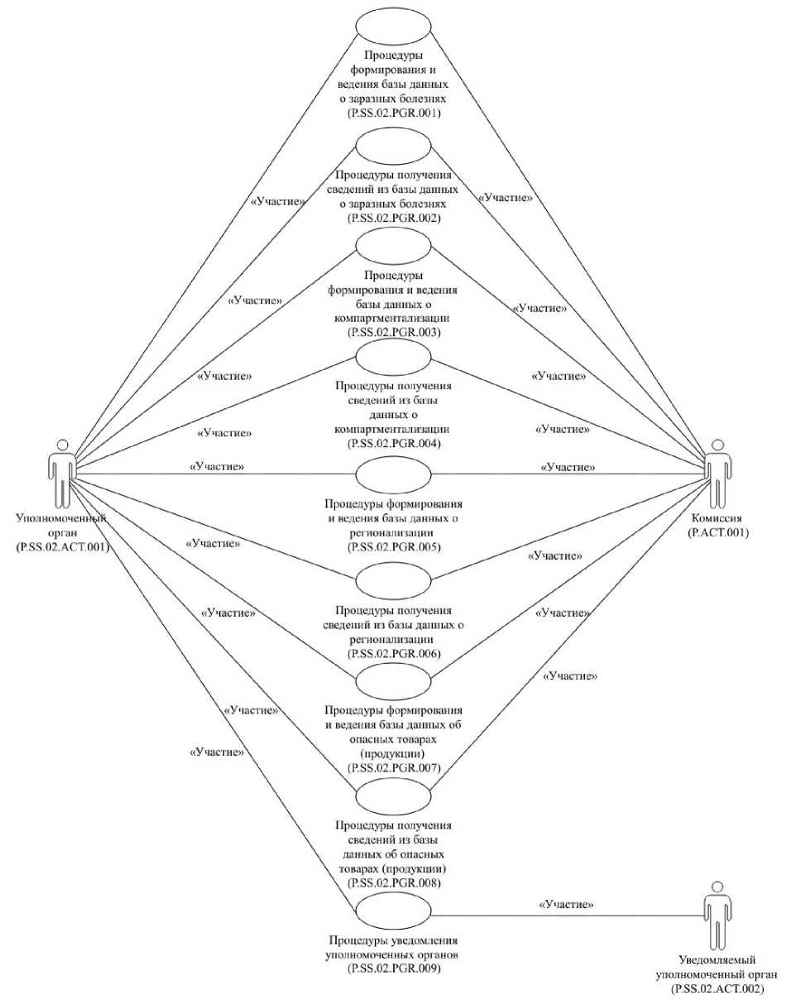 Процедуры
формирования и
ведения базы данных
о заразных болезнях
(P.SS.02.PGR.001)
Процедуры получения
сведений из базы данных
о заразных болезнях
(P.SS.02.PGR.002)
«Участие»
«Участие»
Процедуры
формирования и ведения
базы данных о
компартментализации
(P.SS.02.PGR.003)
«Участие»
«Участие»
Процедуры получения
сведений из базы
данных о
компартментализации
(P.SS.02.PGR.004)
«Участие»
«Участие»
«Участие»
«Участие»
«Участие»
«Участие»
Уполномоченный
орган
(P.SS.02.ACT.001)
Процедуры формирования
и ведения базы данных о
регионализации
(P.SS.02.PGR.005)
Комиссия
(P.ACT.001)
«Участие»
«Участие»
Процедуры получения
сведений из базы данных о
регионализации
(P.SS.02.PGR.006)
«Участие»
«Участие»
«Участие»
Процедуры формирования
и ведения базы данных об
опасных товарах
(продукции)
(P.SS.02.PGR.007)
«Участие»
«Участие»
Процедуры получения
сведений из базы
данных об опасных
товарах (продукции)
(P.SS.02.PGR.008)
«Участие»
Процедуры уведомления
уполномоченных органов
(P.SS.02.PGR.009)
Уведомляемый
уполномоченный орган
(P.SS.02.ACT.002)